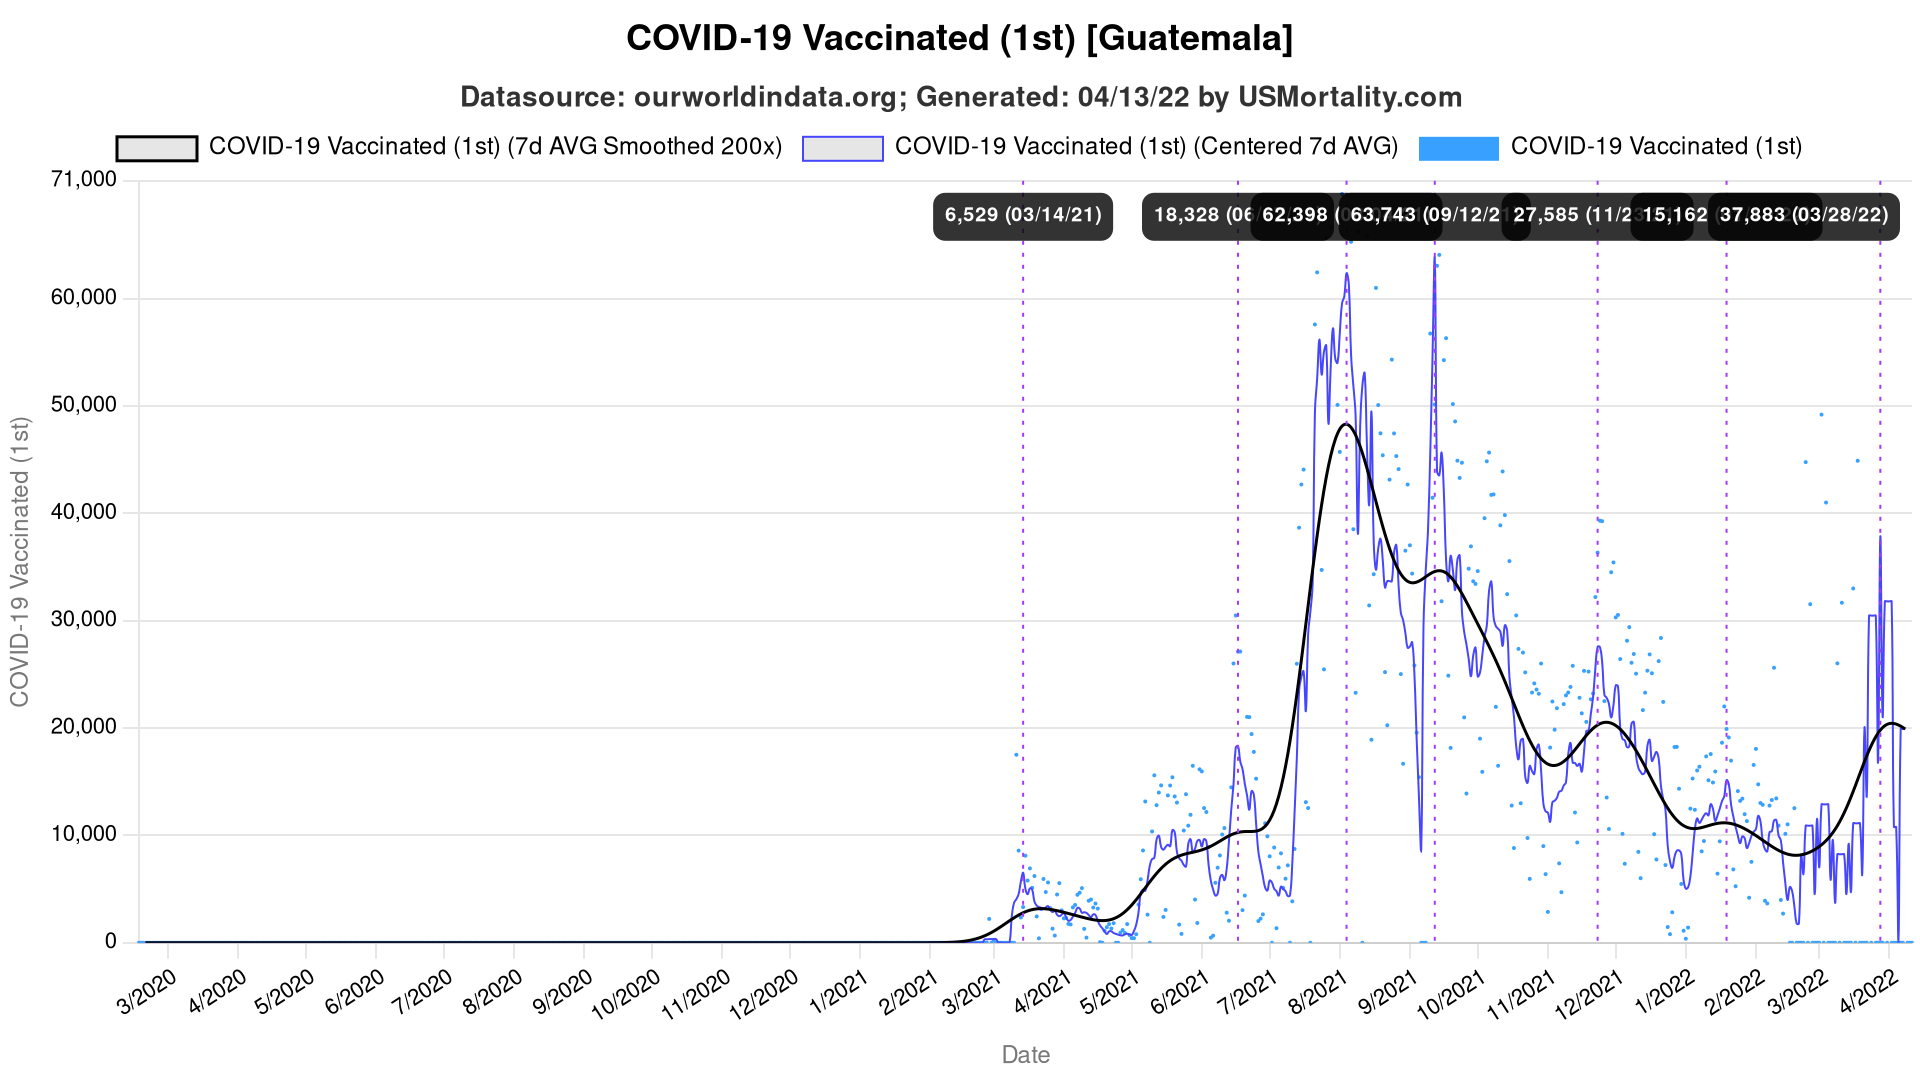 COVID-19 Vaccinated (1st) [Guatemala]
Datasource: ourworldindata.org; Generated: 04/13/22 by USMortality.com
COVID-19 Vaccinated (1st) (7d AVG Smoothed 200x) COVID-19 Vaccinated (1st) (Centered 7d AVG) COVID-19 Vaccinated (1st)
71,000
6,529 (03/14/21) 18,328 (06 62,398 63,743 (09/12/21) 27,585 (11/23 15,162 37,883 (03/28/22)
60,000
50,000
40,000
30,000
20,000
10,000
0
COVID-19 Vaccinated (1st)
3/2020 4/2020 5/2020 6/2020 7/2020 8/2020 9/2020 10/2020 11/2020 12/2020 1/2021 2/2021 3/2021 4/2021 5/2021 6/2021 7/2021 8/2021 9/2021 10/2021 11/2021 12/2021 1/2022 2/2022 3/2022 4/2022
Date